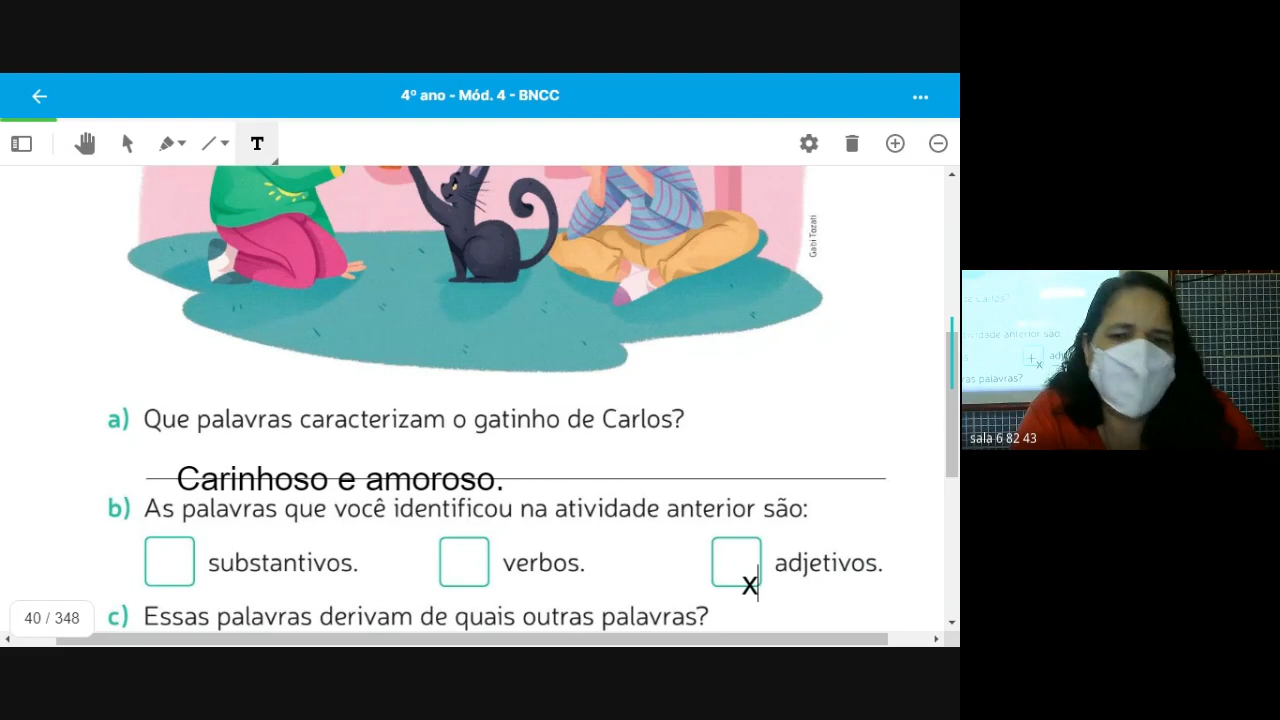 4º ano - Mód. 4 - BNCC
T
Gabi Tozati
a) Que palavras caracterizam o gatinho de Carlos?
Carinhoso e amoroso.
b) As palavras que você identificou na atividade anterior são:
substantivos. verbos. x adjetivos.
40 / 348
c) Essas palavras derivam de quais outras palavras?
sala 6 82 43